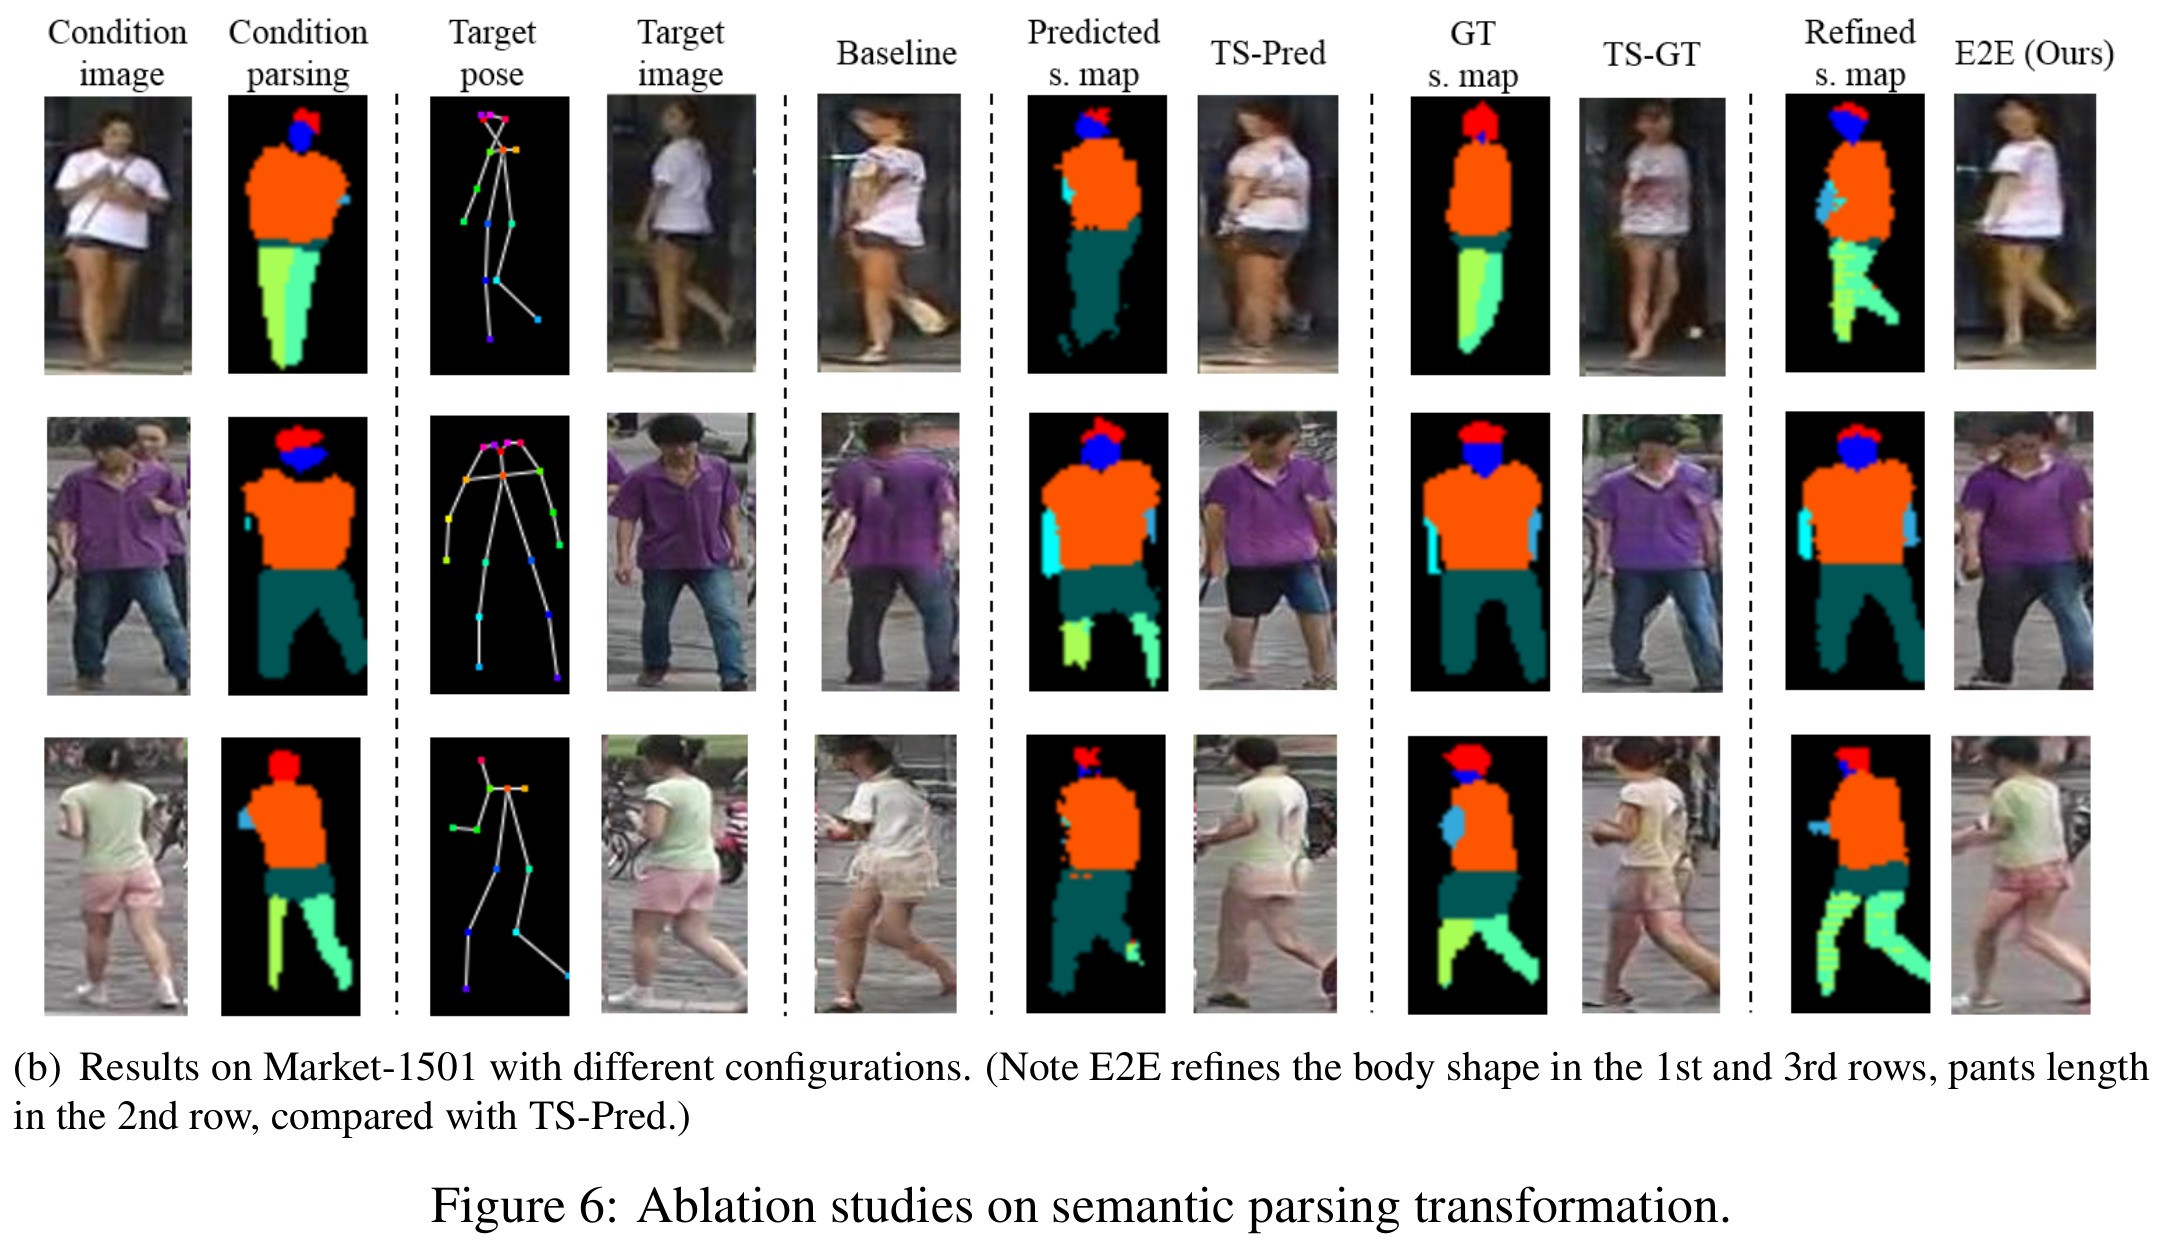 Condition image
Condition parsing
Target pose
Target image
Baseline
Predicted s. map
TS-Pred
GT s. map
TS-GT
Refined s. map
E2E (Ours)
(b) Results on Market-1501 with different configurations. (Note E2E refines the body shape in the 1st and 3rd rows, pants length
in the 2nd row, compared with TS-Pred.)
Figure 6: Ablation studies on semantic parsing transformation.